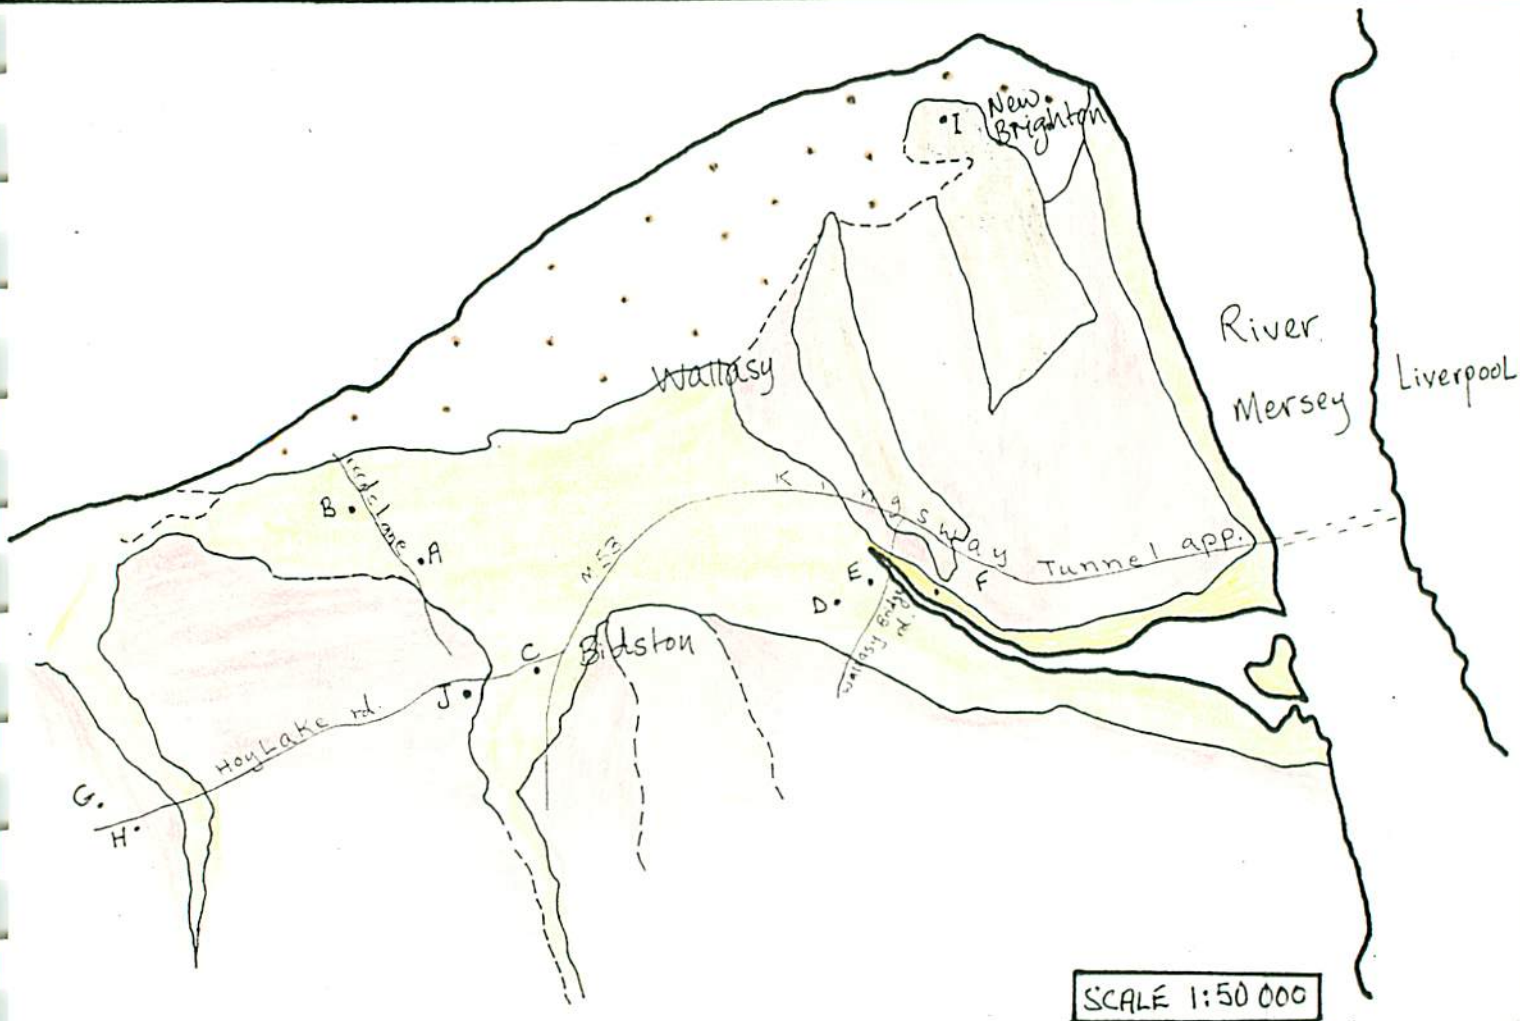 New
Brighton
I
River
Mersey
Liverpool
Wallasy
Kingsway
Tunnel app.
Lane
B
A
M53
E
D
F
Wallasy Bridge
rd.
C
Bidston
J
HoyLake rd.
G
H
SCALE 1:50 000